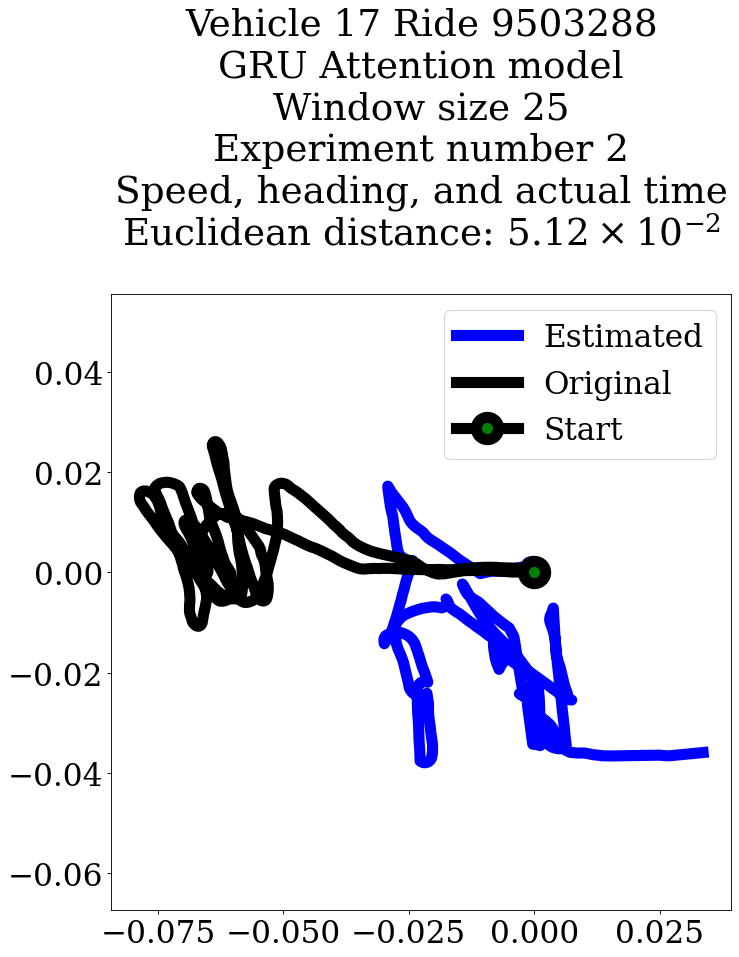 Vehicle 17 Ride 9503288
GRU Attention model
Window size 25
Experiment number 2
Speed, heading, and actual time
Euclidean distance: 5.12 × 10⁻²
Estimated
Original
Start
0.04
0.02
0.00
−0.02
−0.04
−0.06
−0.075 −0.050 −0.025 0.000 0.025